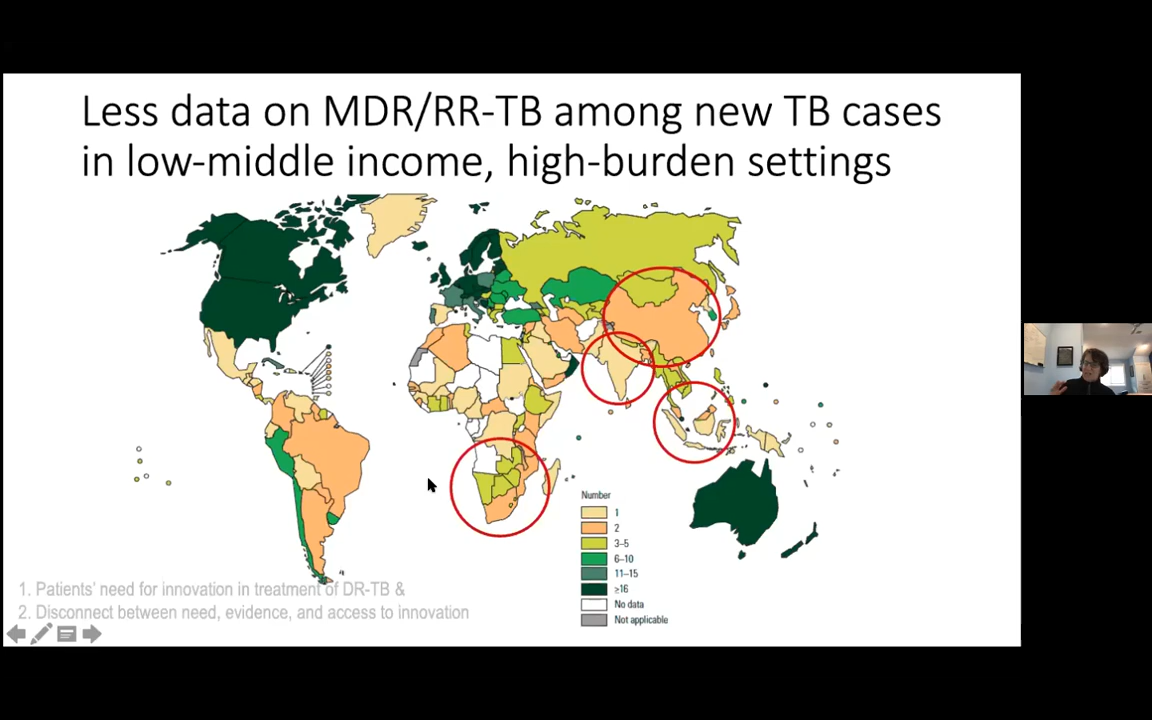 Less data on MDR/RR-TB among new TB cases
in low-middle income, high-burden settings
Number
1
2
3–5
6–10
11–15
≥16
No data
Not applicable
1. Patients' need for innovation in treatment of DR-TB &
2. Disconnect between need, evidence, and access to innovation